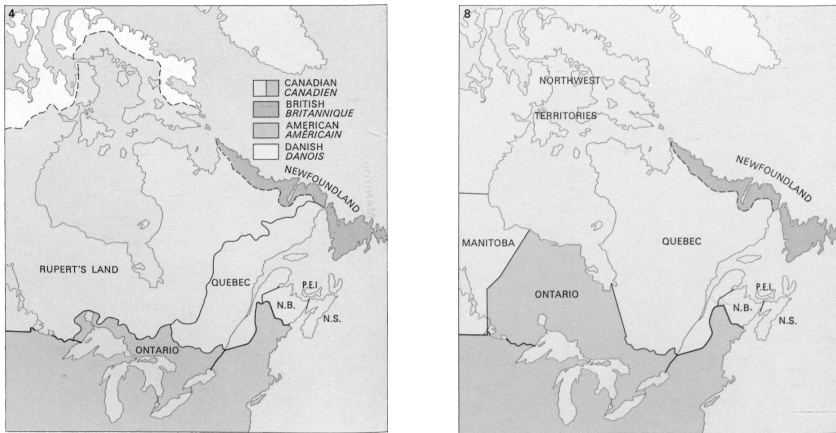 4
CANADIAN
CANADIEN
BRITISH
BRITANNIQUE
AMERICAN
AMÉRICAIN
DANISH
DANOIS
NEWFOUNDLAND
RUPERT'S LAND
QUEBEC
P.E.I.
N.B.
N.S.
ONTARIO
8
NORTHWEST
TERRITORIES
NEWFOUNDLAND
MANITOBA
QUEBEC
ONTARIO
P.E.I.
N.B.
N.S.